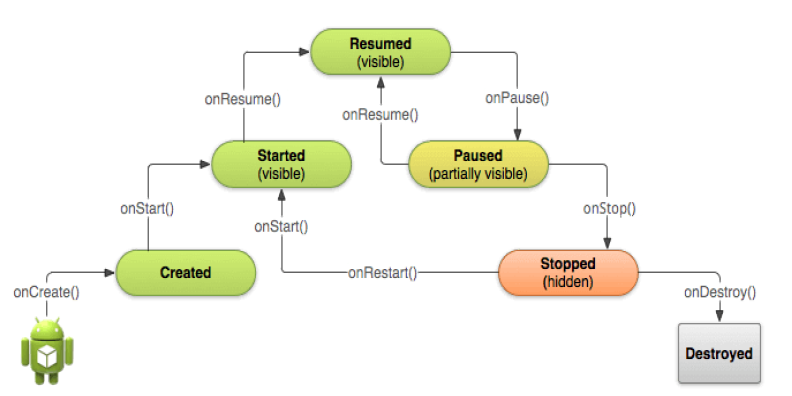 Resumed
(visible)
onResume()
onPause()
onResume()
Started
(visible)
Paused
(partially visible)
onStart()
onStop()
onStart()
Created
onRestart()
Stopped
(hidden)
onCreate()
onDestroy()
Destroyed